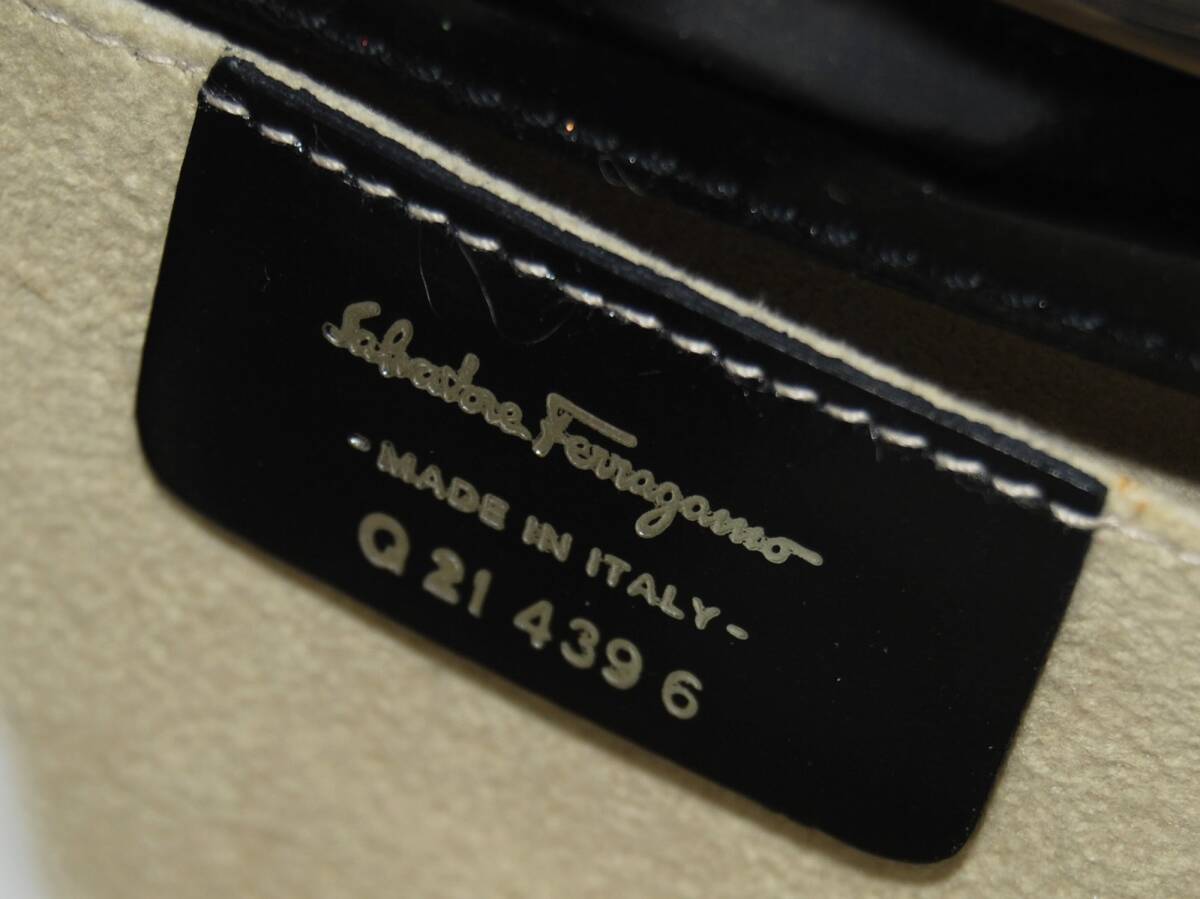 Salvatore Ferragamo
-MADE IN ITALY-
Q 21 4396